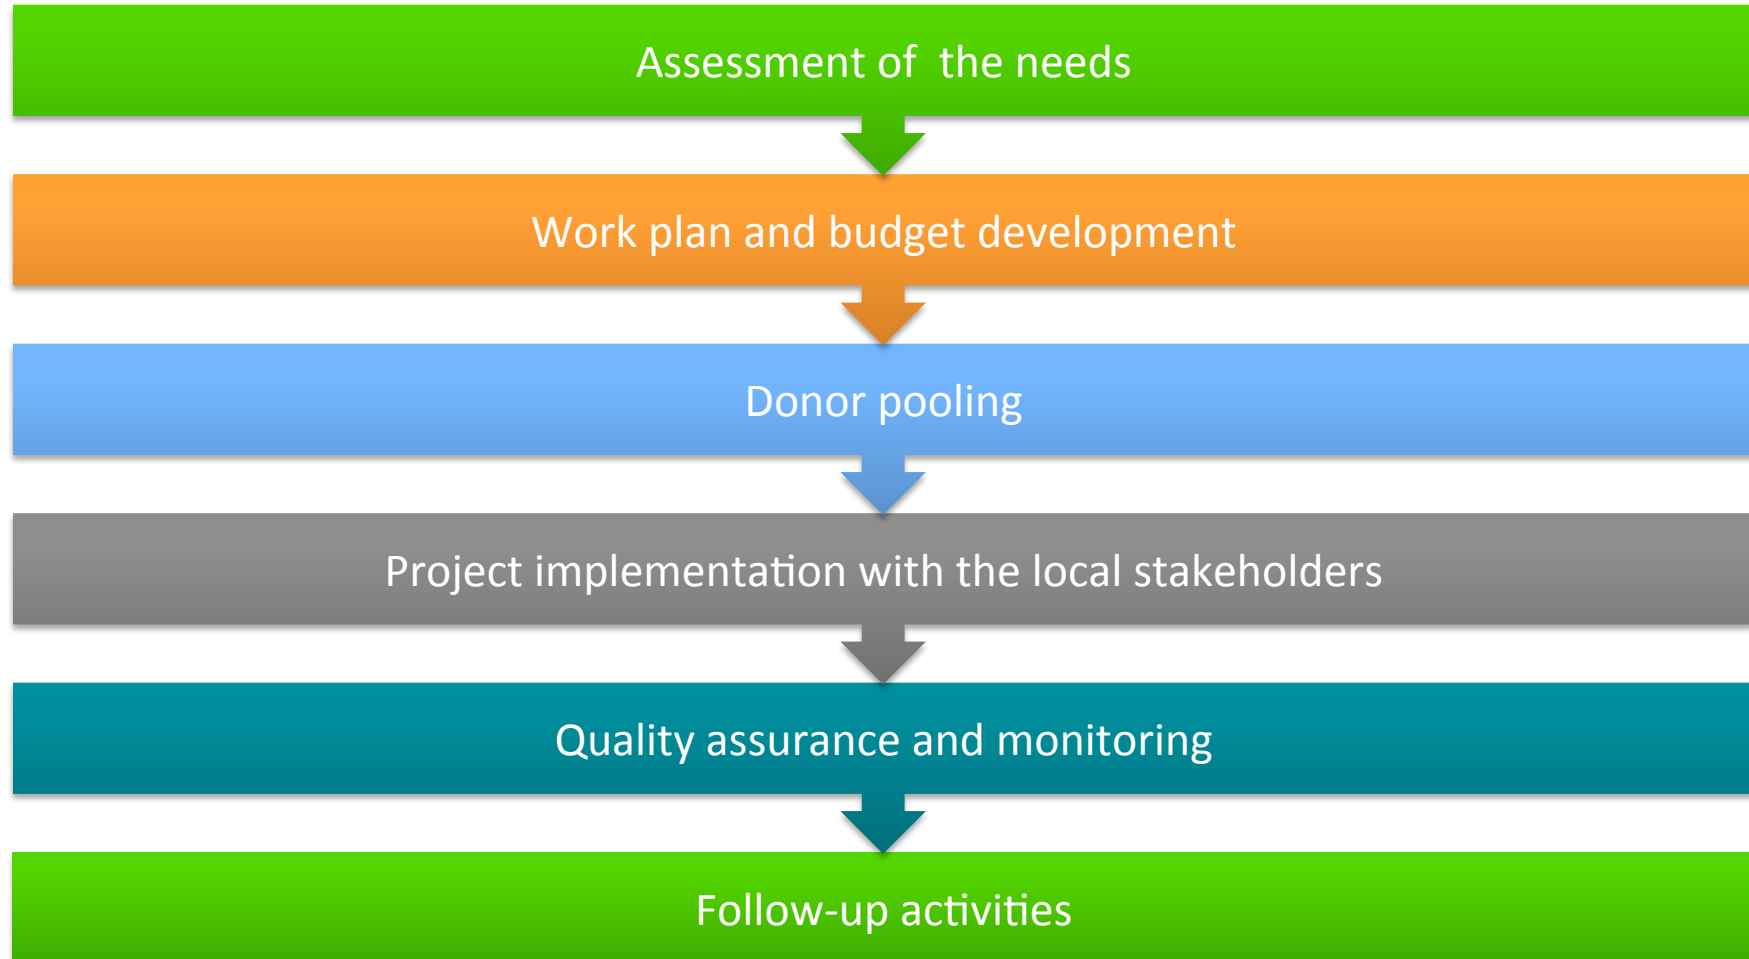 Assessment of  the needs
Work plan and budget development
Donor pooling
Project implementation with the local stakeholders
Quality assurance and monitoring
Follow-up activities